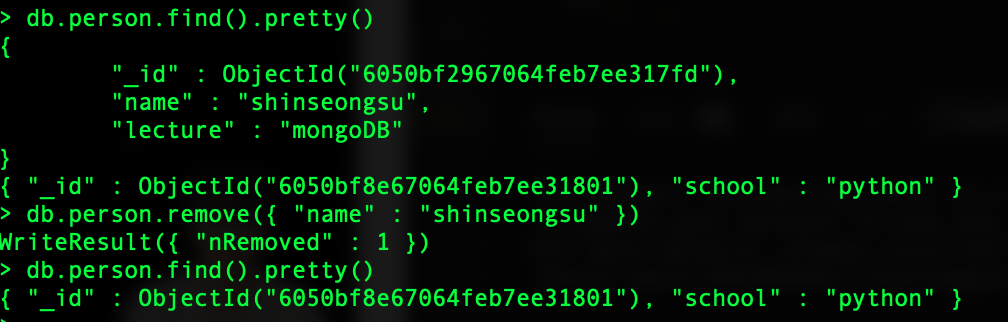 > db.person.find().pretty()
{
        "_id" : ObjectId("6050bf2967064feb7ee317fd"),
        "name" : "shinseongsu",
        "lecture" : "mongoDB"
}
{ "_id" : ObjectId("6050bf8e67064feb7ee31801"), "school" : "python" }
> db.person.remove({ "name" : "shinseongsu" })
WriteResult({ "nRemoved" : 1 })
> db.person.find().pretty()
{ "_id" : ObjectId("6050bf8e67064feb7ee31801"), "school" : "python" }